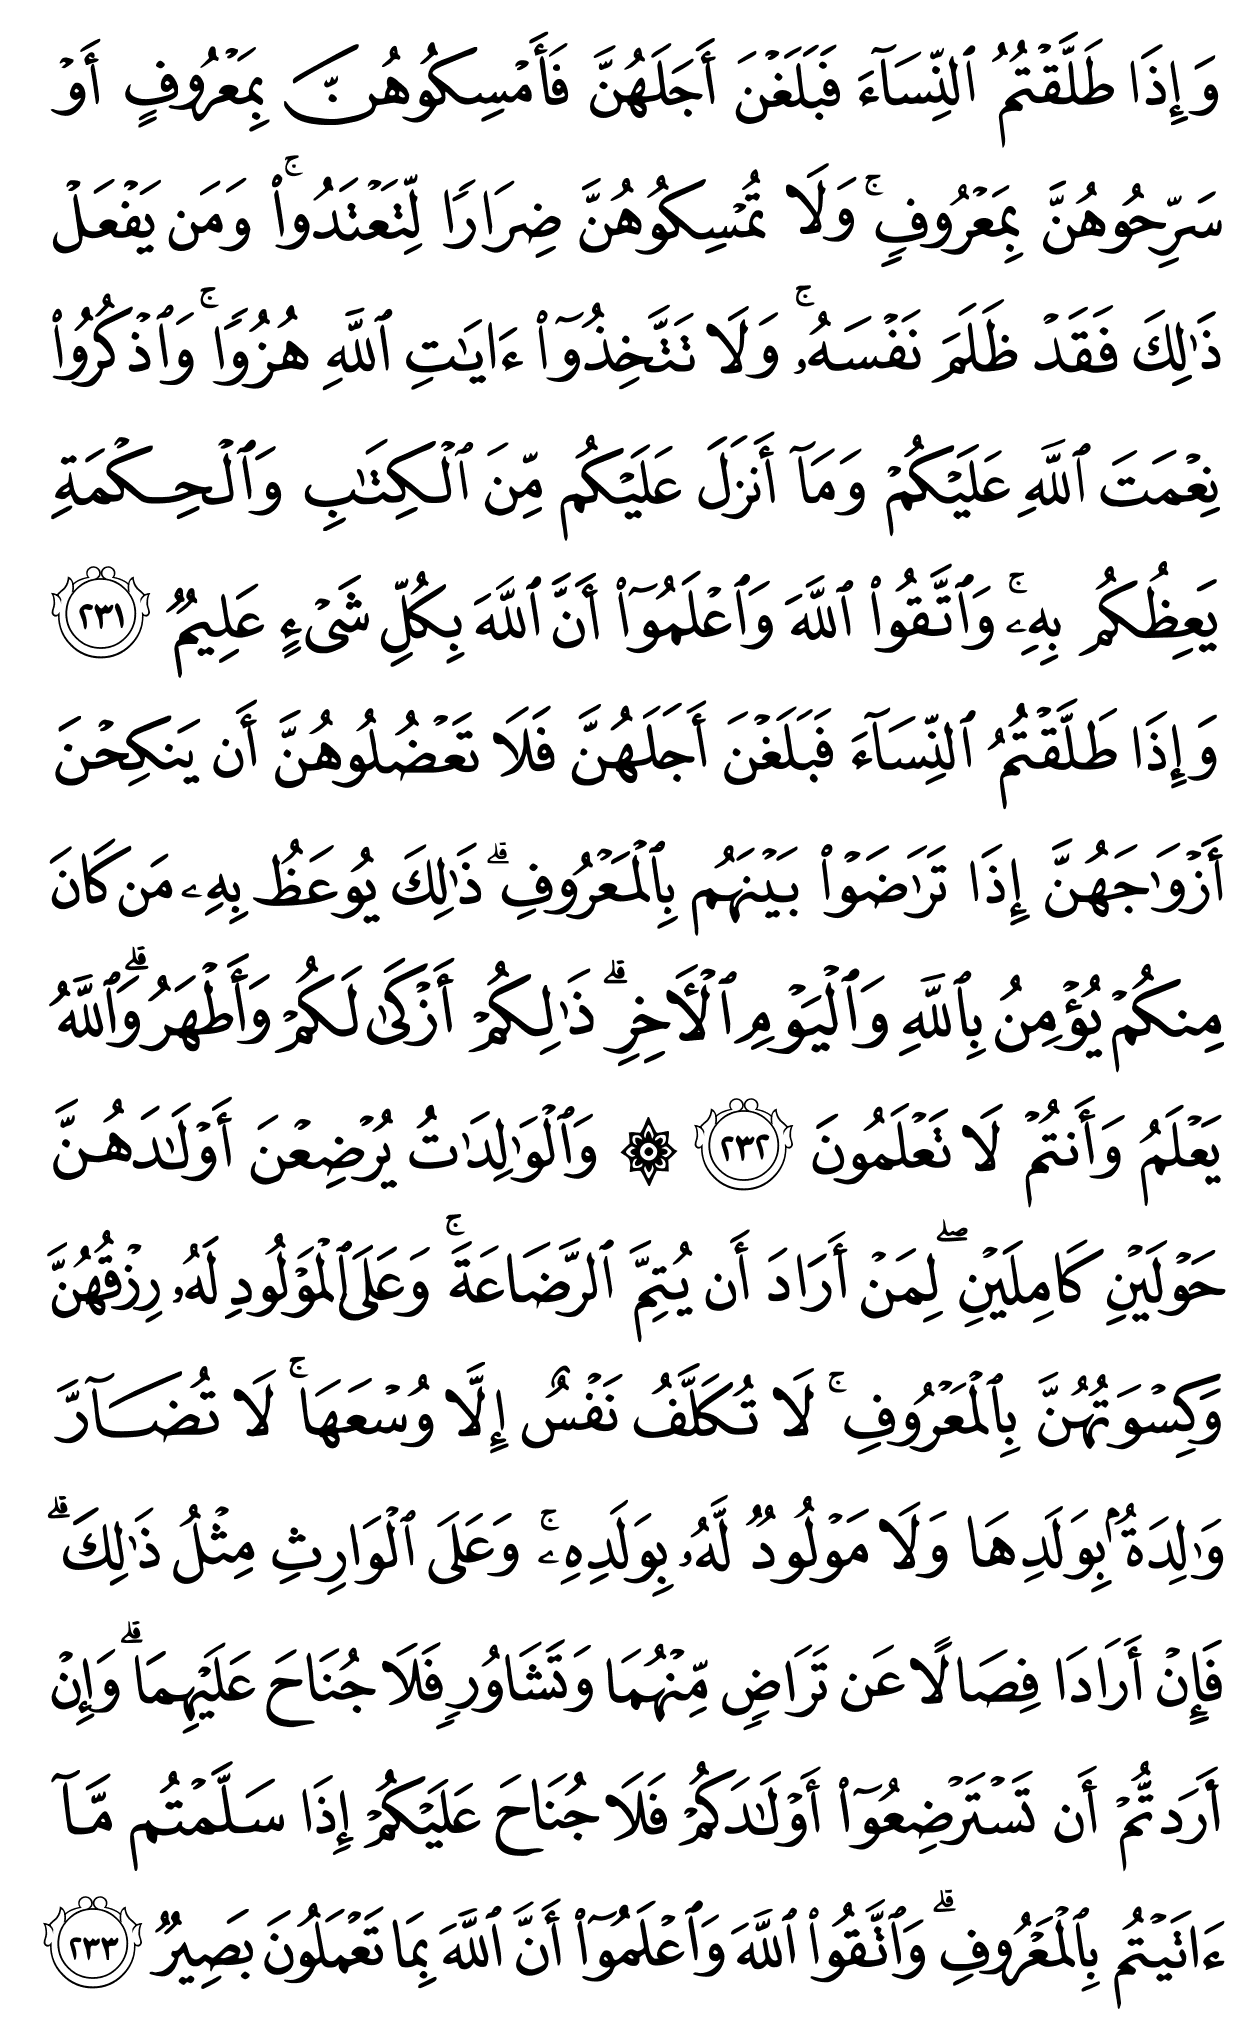 وَإِذَا طَلَّقۡتُمُ ٱلنِّسَآءَ فَبَلَغۡنَ أَجَلَهُنَّ فَأَمۡسِكُوهُنَّ بِمَعۡرُوفٍ أَوۡ
سَرِّحُوهُنَّ بِمَعۡرُوفٖۚ وَلَا تُمۡسِكُوهُنَّ ضِرَارٗا لِّتَعۡتَدُواْۚ وَمَن يَفۡعَلۡ
ذَٰلِكَ فَقَدۡ ظَلَمَ نَفۡسَهُۥۚ وَلَا تَتَّخِذُوٓاْ ءَايَٰتِ ٱللَّهِ هُزُوٗاۚ وَٱذۡكُرُواْ
نِعۡمَتَ ٱللَّهِ عَلَيۡكُمۡ وَمَآ أَنزَلَ عَلَيۡكُم مِّنَ ٱلۡكِتَٰبِ وَٱلۡحِكۡمَةِ
يَعِظُكُم بِهِۦۚ وَٱتَّقُواْ ٱللَّهَ وَٱعۡلَمُوٓاْ أَنَّ ٱللَّهَ بِكُلِّ شَيۡءٍ عَلِيمٞ ٢٣١
وَإِذَا طَلَّقۡتُمُ ٱلنِّسَآءَ فَبَلَغۡنَ أَجَلَهُنَّ فَلَا تَعۡضُلُوهُنَّ أَن يَنكِحۡنَ
أَزۡوَٰجَهُنَّ إِذَا تَرَٰضَوۡاْ بَيۡنَهُم بِٱلۡمَعۡرُوفِۗ ذَٰلِكَ يُوعَظُ بِهِۦ مَن كَانَ
مِنكُمۡ يُؤۡمِنُ بِٱللَّهِ وَٱلۡيَوۡمِ ٱلۡأٓخِرِۗ ذَٰلِكُمۡ أَزۡكَىٰ لَكُمۡ وَأَطۡهَرُۗ وَٱللَّهُ
يَعۡلَمُ وَأَنتُمۡ لَا تَعۡلَمُونَ ٢٣٢ ۞ وَٱلۡوَٰلِدَٰتُ يُرۡضِعۡنَ أَوۡلَٰدَهُنَّ
حَوۡلَيۡنِ كَامِلَيۡنِۖ لِمَنۡ أَرَادَ أَن يُتِمَّ ٱلرَّضَاعَةَۚ وَعَلَى ٱلۡمَوۡلُودِ لَهُۥ رِزۡقُهُنَّ
وَكِسۡوَتُهُنَّ بِٱلۡمَعۡرُوفِۚ لَا تُكَلَّفُ نَفۡسٌ إِلَّا وُسۡعَهَاۚ لَا تُضَآرَّ
وَٰلِدَةُۢ بِوَلَدِهَا وَلَا مَوۡلُودٞ لَّهُۥ بِوَلَدِهِۦۚ وَعَلَى ٱلۡوَارِثِ مِثۡلُ ذَٰلِكَۗ
فَإِنۡ أَرَادَا فِصَالًا عَن تَرَاضٖ مِّنۡهُمَا وَتَشَاوُرٖ فَلَا جُنَاحَ عَلَيۡهِمَاۗ وَإِنۡ
أَرَدتُّمۡ أَن تَسۡتَرۡضِعُوٓاْ أَوۡلَٰدَكُمۡ فَلَا جُنَاحَ عَلَيۡكُمۡ إِذَا سَلَّمۡتُم مَّآ
ءَاتَيۡتُم بِٱلۡمَعۡرُوفِۗ وَٱتَّقُواْ ٱللَّهَ وَٱعۡلَمُوٓاْ أَنَّ ٱللَّهَ بِمَا تَعۡمَلُونَ بَصِيرٞ ٢٣٣